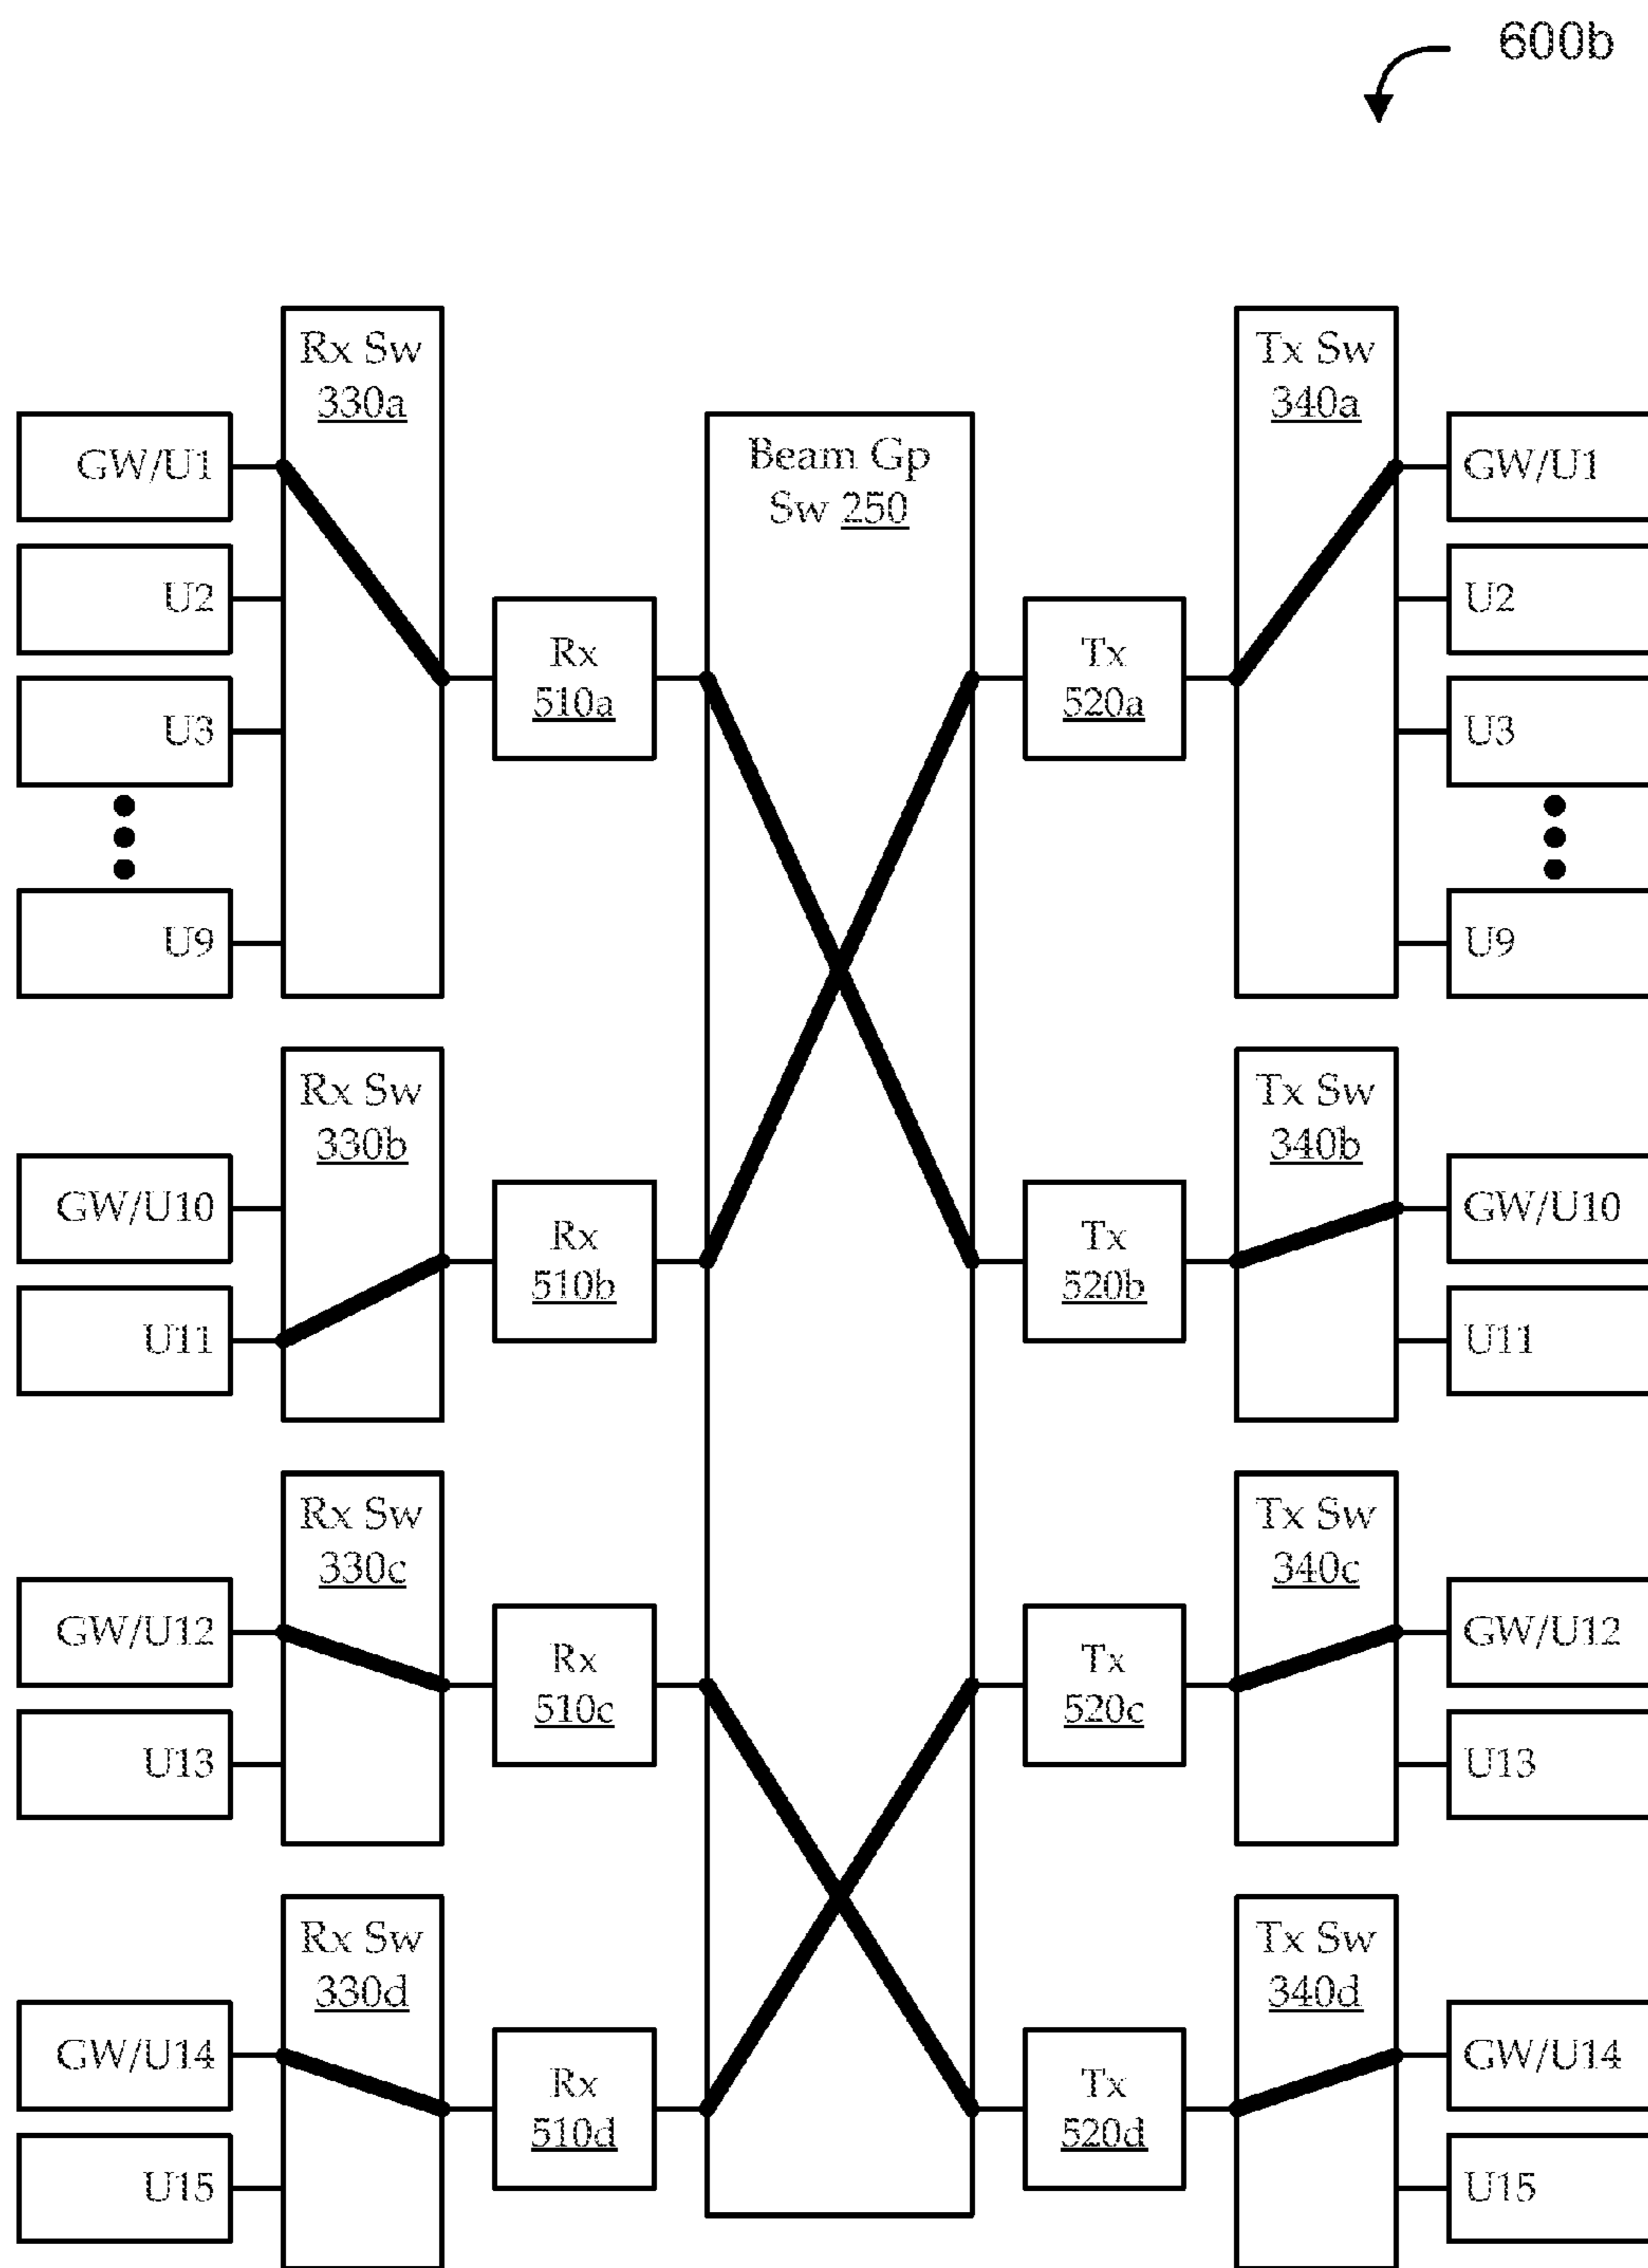 600b
Rx Sw
330a
GW/U1
U2
U3
U9
Rx
510a
Beam Gp
Sw 250
Tx
520a
Tx Sw
340a
GW/U1
U2
U3
U9
Rx Sw
330b
GW/U10
U11
Rx
510b
Tx
520b
Tx Sw
340b
GW/U10
U11
Rx Sw
330c
GW/U12
U13
Rx
510c
Tx
520c
Tx Sw
340c
GW/U12
U13
Rx Sw
330d
GW/U14
U15
Rx
510d
Tx
520d
Tx Sw
340d
GW/U14
U15